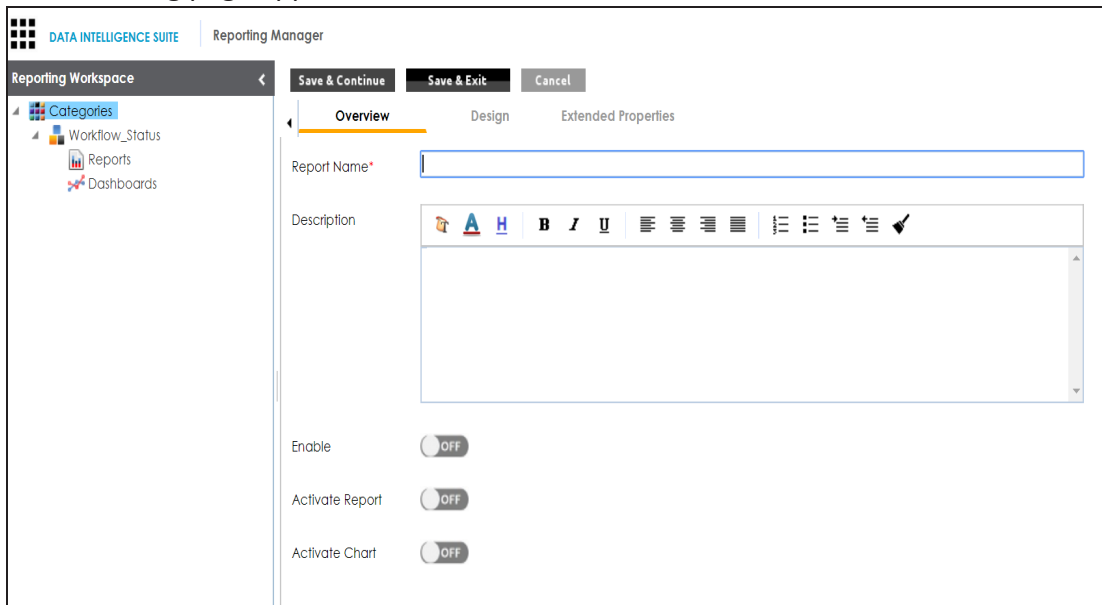 DATA INTELLIGENCE SUITE Reporting Manager
Reporting Workspace
Save & Continue Save & Exit Cancel
Categories
Workflow_Status
Reports
Dashboards
Overview Design Extended Properties
Report Name*
Description
A H B I U
Enable OFF
Activate Report OFF
Activate Chart OFF